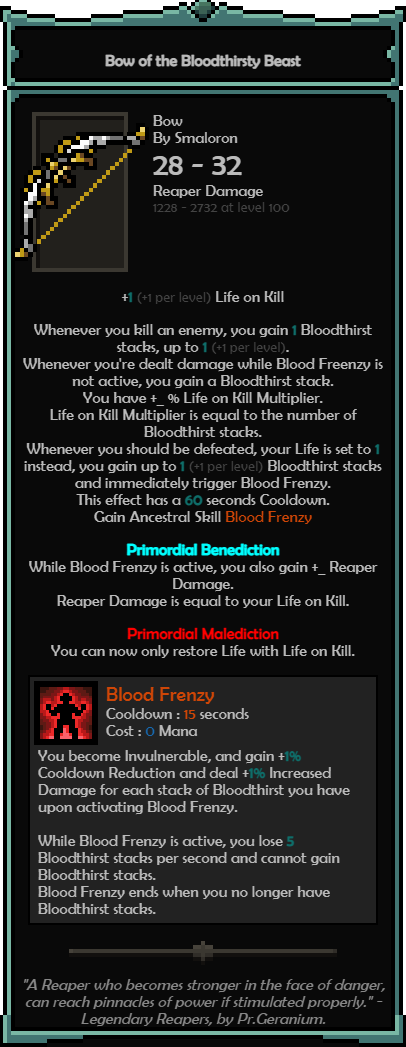 Bow of the Bloodthirsty Beast
Bow
By Smaloron
28 - 32
Reaper Damage
1228 - 2732 at level 100
+1 (+1 per level) Life on Kill
Whenever you kill an enemy, you gain 1 Bloodthirst
stacks, up to 1 (+1 per level).
Whenever you're dealt damage while Blood Freenzy is
not active, you gain a Bloodthirst stack.
You have +_ % Life on Kill Multiplier.
Life on Kill Multiplier is equal to the number of
Bloodthirst stacks.
Whenever you should be defeated, your Life is set to 1
instead, you gain up to 1 (+1 per level) Bloodthirst stacks
and immediately trigger Blood Frenzy.
This effect has a 60 seconds Cooldown.
Gain Ancestral Skill Blood Frenzy
Primordial Benediction
While Blood Frenzy is active, you also gain +_ Reaper
Damage.
Reaper Damage is equal to your Life on Kill.
Primordial Malediction
You can now only restore Life with Life on Kill.
Blood Frenzy
Cooldown : 15 seconds
Cost : 0 Mana
You become Invulnerable, and gain +1%
Cooldown Reduction and deal +1% Increased
Damage for each stack of Bloodthirst you have
upon activating Blood Frenzy.
While Blood Frenzy is active, you lose 5
Bloodthirst stacks per second and cannot gain
Bloodthirst stacks.
Blood Frenzy ends when you no longer have
Bloodthirst stacks.
"A Reaper who becomes stronger in the face of danger,
can reach pinnacles of power if stimulated properly." -
Legendary Reapers, by Pr.Geranium.